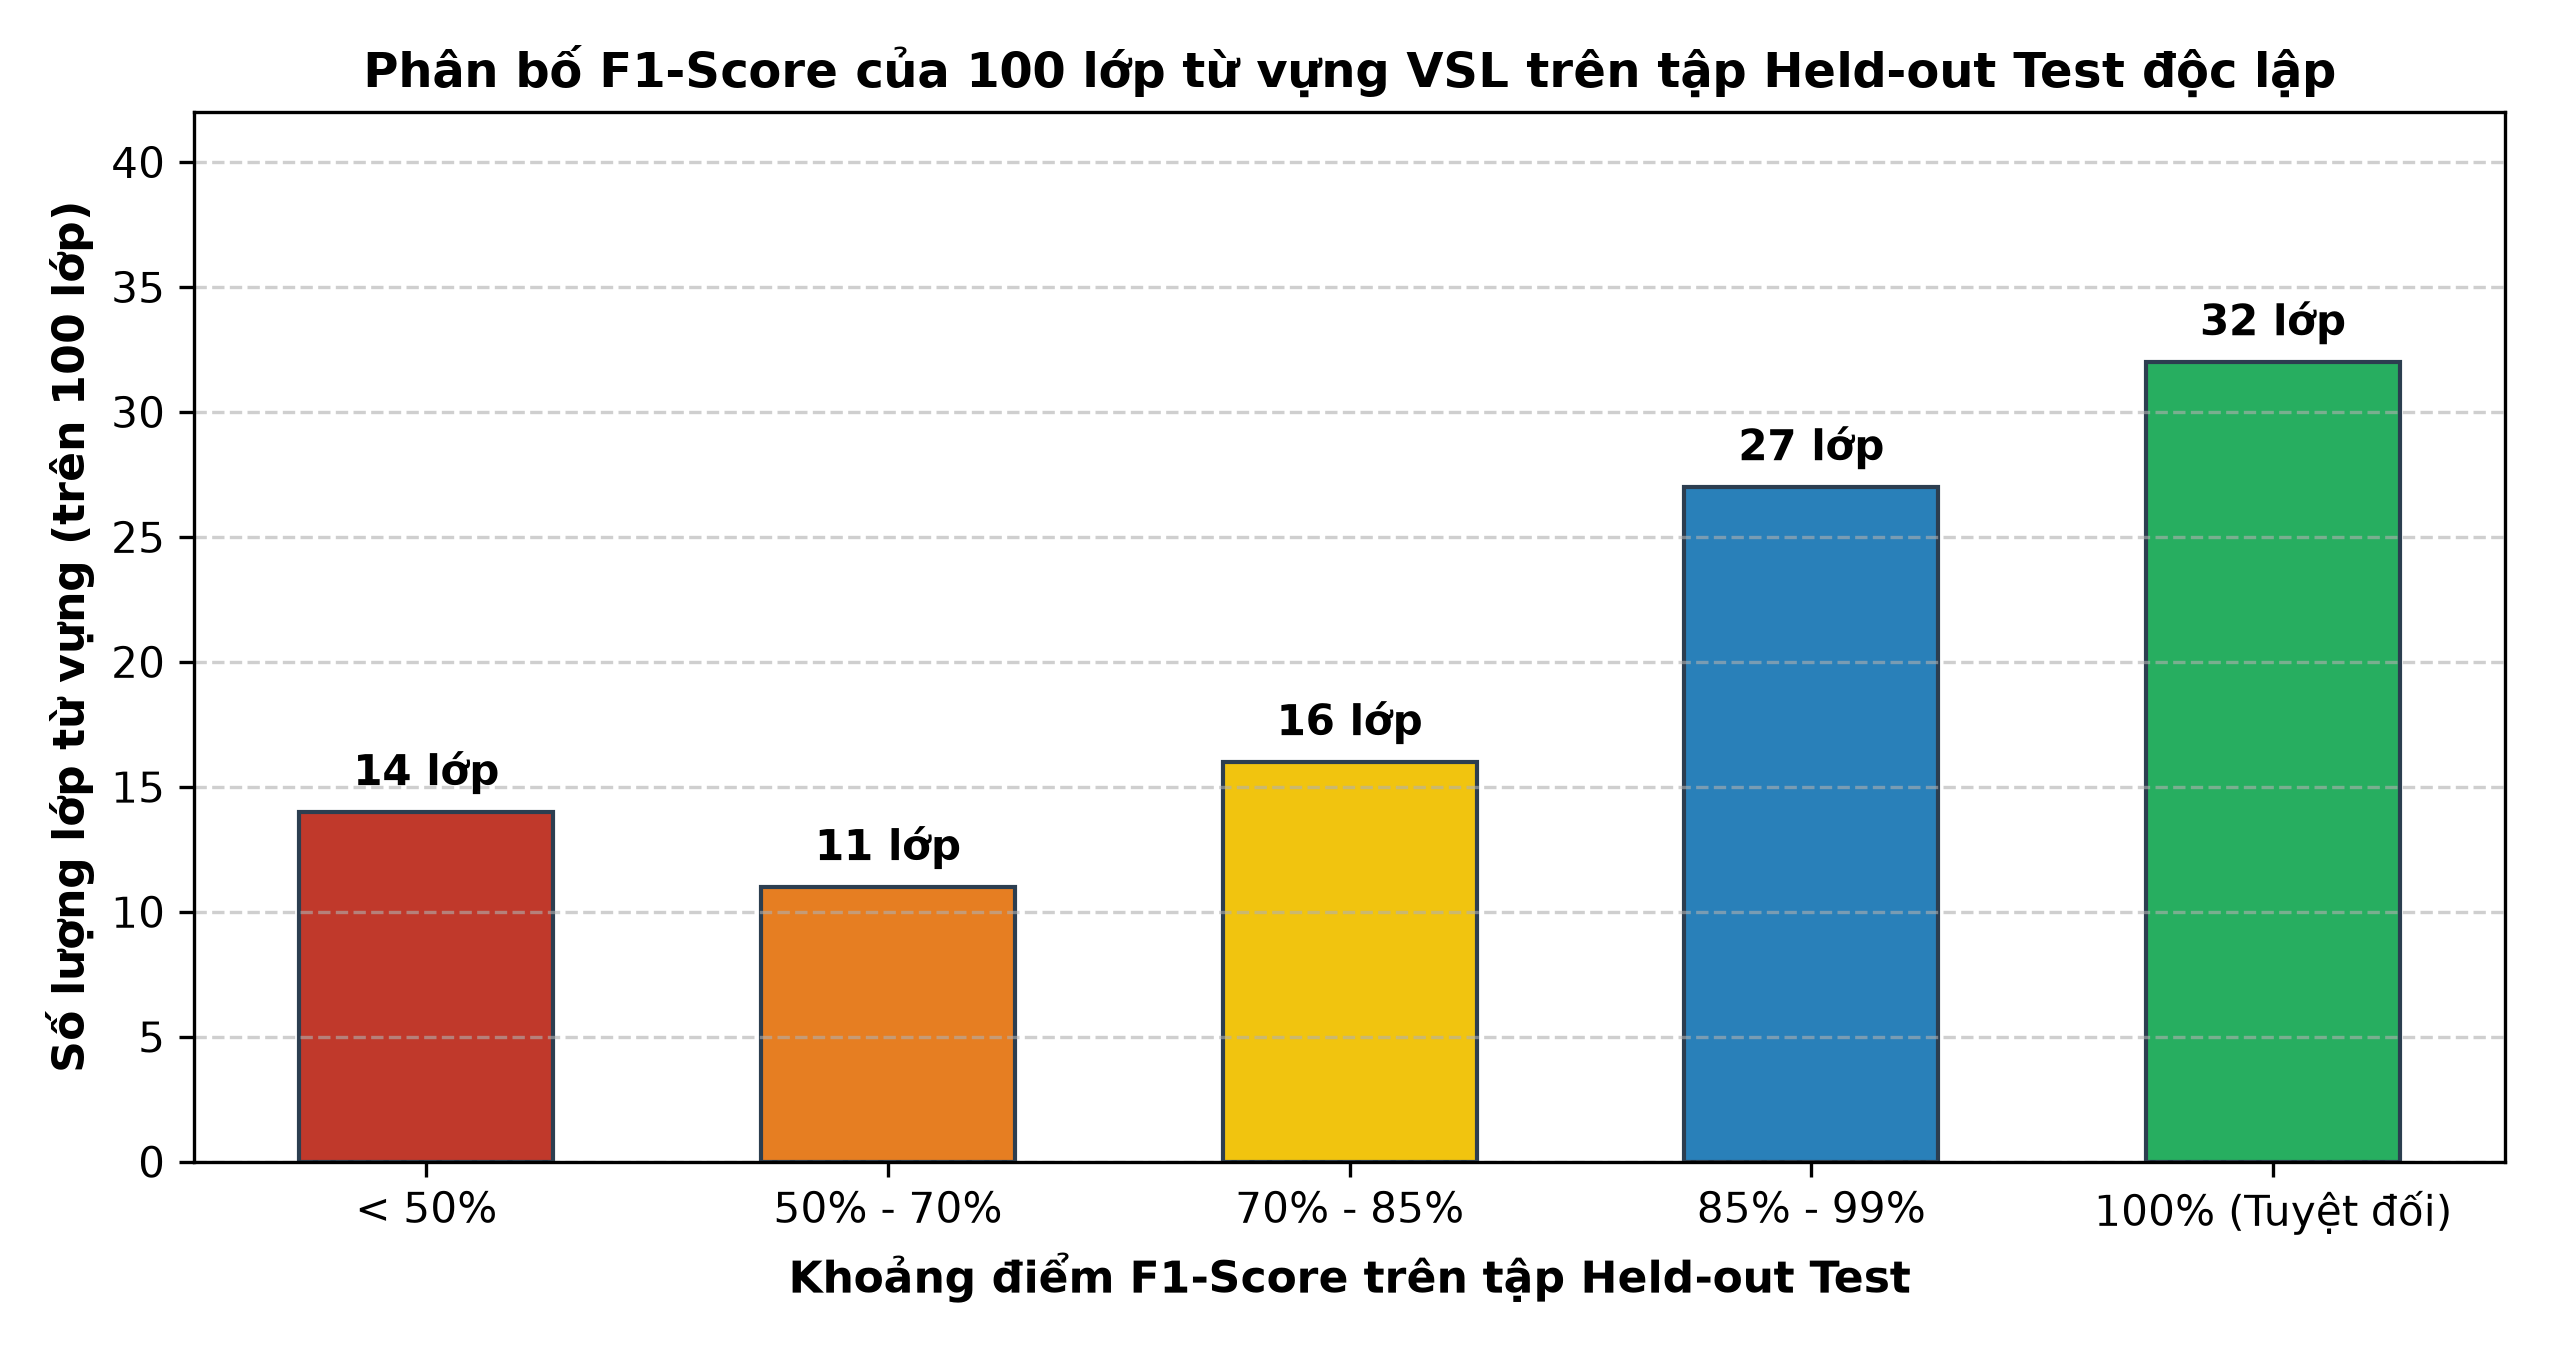 Phân bố F1-Score của 100 lớp từ vựng VSL trên tập Held-out Test độc lập
Số lượng lớp từ vựng (trên 100 lớp)
40
35
30
25
20
15
10
5
0
14 lớp
11 lớp
16 lớp
27 lớp
32 lớp
< 50%
50% - 70%
70% - 85%
85% - 99%
100% (Tuyệt đối)
Khoảng điểm F1-Score trên tập Held-out Test